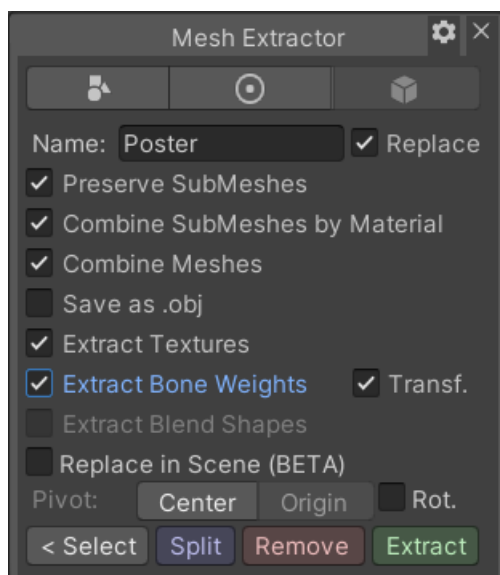 Mesh Extractor
Name: Poster Replace
Preserve SubMeshes
Combine SubMeshes by Material
Combine Meshes
Save as .obj
Extract Textures
Extract Bone Weights Transf.
Extract Blend Shapes
Replace in Scene (BETA)
Pivot: Center Origin Rot.
< Select Split Remove Extract